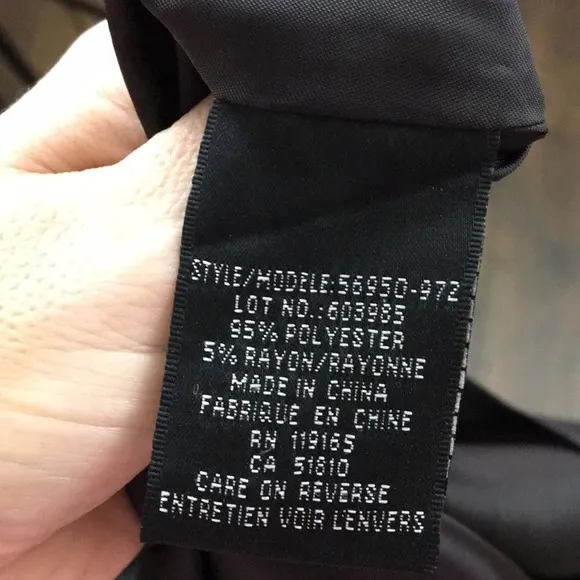 STYLE/MODELE:56950-972
LOT NO.:603985
95% POLYESTER
5% RAYON/RAYONNE
MADE IN CHINA
FABRIQUE EN CHINE
RN 119165
CA 51810
CARE ON REVERSE
ENTRETIEN VOIR L'ENVERS